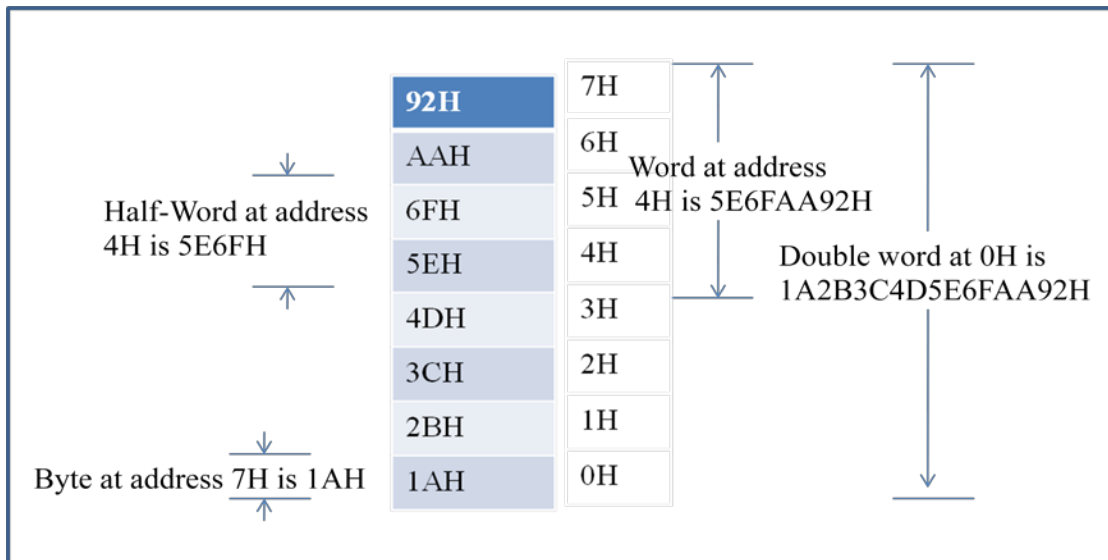 92H
AAH
6FH
5EH
4DH
3CH
2BH
1AH
7H
6H
5H
4H
3H
2H
1H
0H
Half-Word at address
4H is 5E6FH
Byte at address 7H is 1AH
Word at address
4H is 5E6FAA92H
Double word at 0H is
1A2B3C4D5E6FAA92H